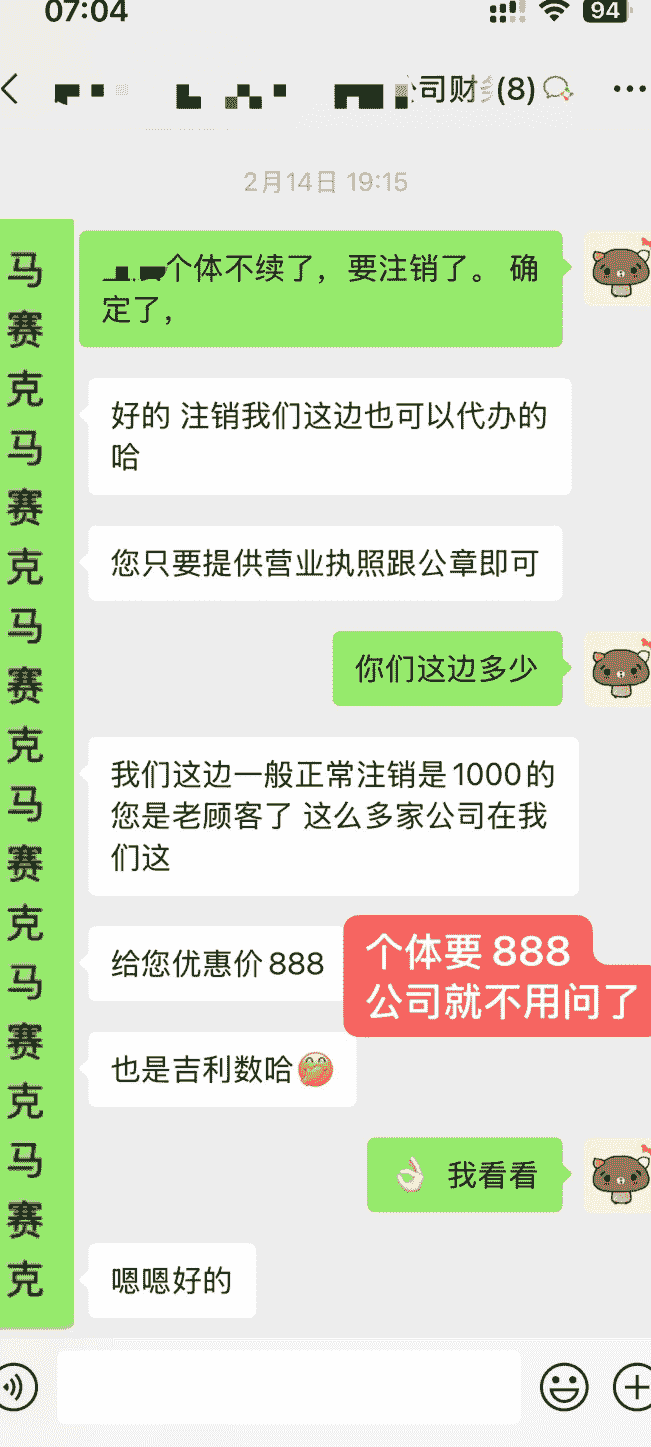 07:04
94
司财(8)
2月14日 19:15
个体不续了，要注销了。 确
定了，
好的 注销我们这边也可以代办的
哈
您只要提供营业执照跟公章即可
你们这边多少
我们这边一般正常注销是1000的
您是老顾客了 这么多家公司在我
们这
给您优惠价888
个体要 888
公司就不用问了
也是吉利数哈
👌 我看看
嗯嗯好的
马
赛
克
马
赛
克
马
赛
克
马
赛
克
马
赛
克
马
赛
克